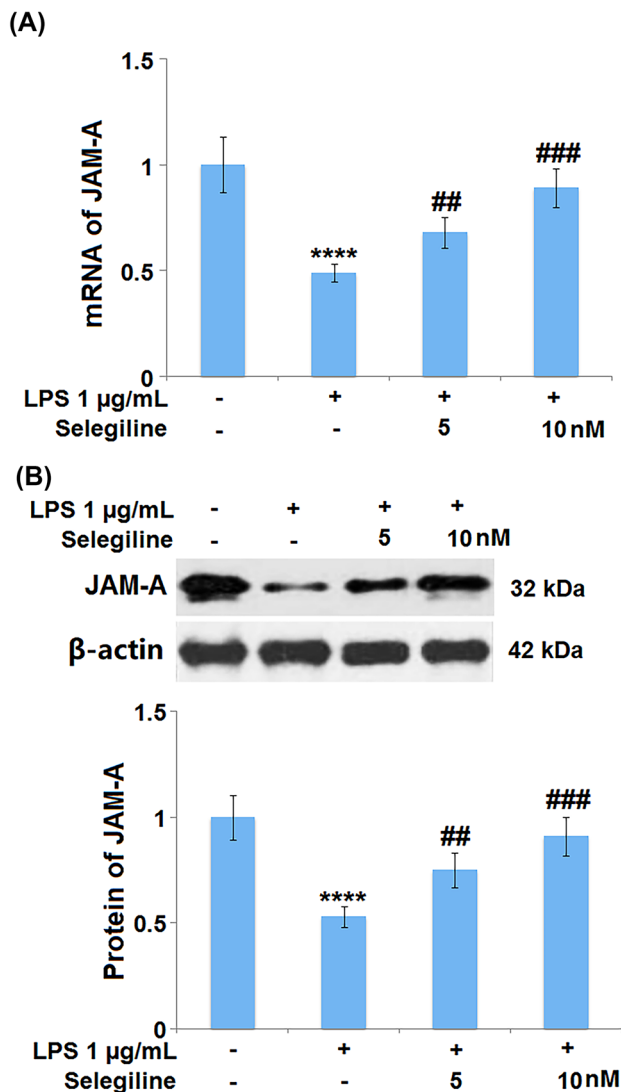 (A)
mRNA of JAM-A
1.5
1
0.5
0
****
##
###
LPS 1 μg/mL - + + +
Selegiline - - 5 10 nM
(B)
LPS 1 μg/mL - + + +
Selegiline - - 5 10 nM
JAM-A 32 kDa
β-actin 42 kDa
Protein of JAM-A
1.5
1
0.5
0
****
##
###
LPS 1 μg/mL - + + +
Selegiline - - 5 10 nM